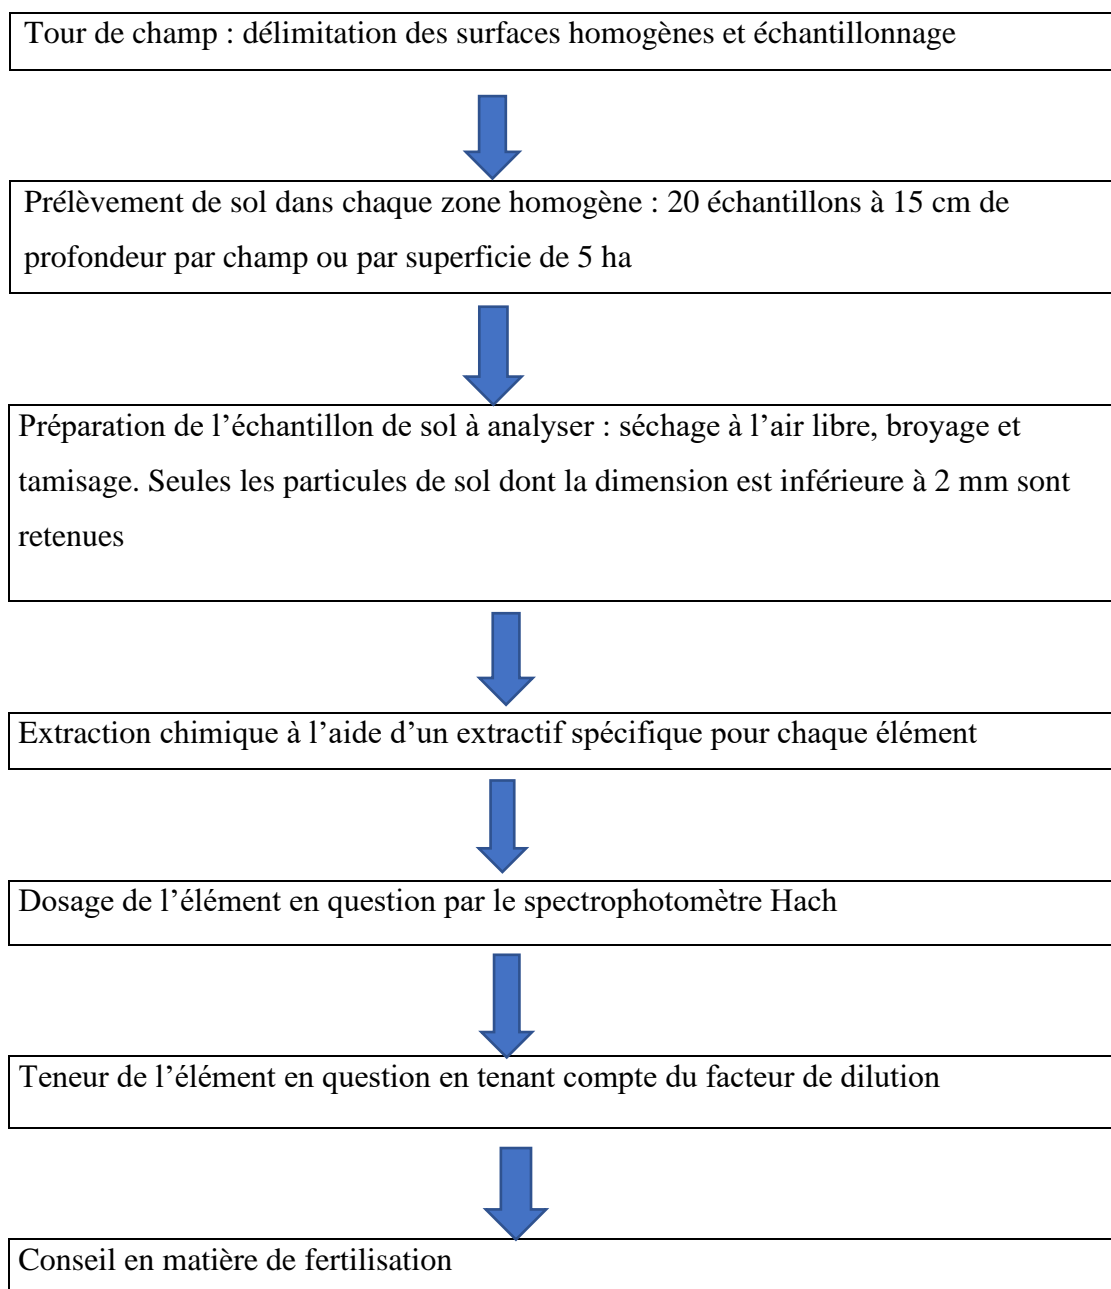 Tour de champ : délimitation des surfaces homogènes et échantillonnage
Prélèvement de sol dans chaque zone homogène : 20 échantillons à 15 cm de
profondeur par champ ou par superficie de 5 ha
Préparation de l’échantillon de sol à analyser : séchage à l’air libre, broyage et
tamisage. Seules les particules de sol dont la dimension est inférieure à 2 mm sont
retenues
Extraction chimique à l’aide d’un extractif spécifique pour chaque élément
Dosage de l’élément en question par le spectrophotomètre Hach
Teneur de l’élément en question en tenant compte du facteur de dilution
Conseil en matière de fertilisation